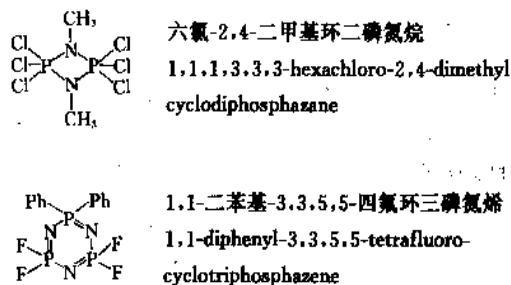 CH₃
Cl N Cl
Cl P P Cl
Cl N Cl
CH₃
六氯-2,4-二甲基环二磷氮烷
1,1,1,3,3,3-hexachloro-2,4-dimethyl
cyclodiphosphazane
Ph Ph
P
N N
F P P F
F N F
1,1-二苯基-3,3,5,5-四氟环三磷氮烯
1,1-diphenyl-3,3,5,5-tetrafluoro-
cyclotriphosphazene